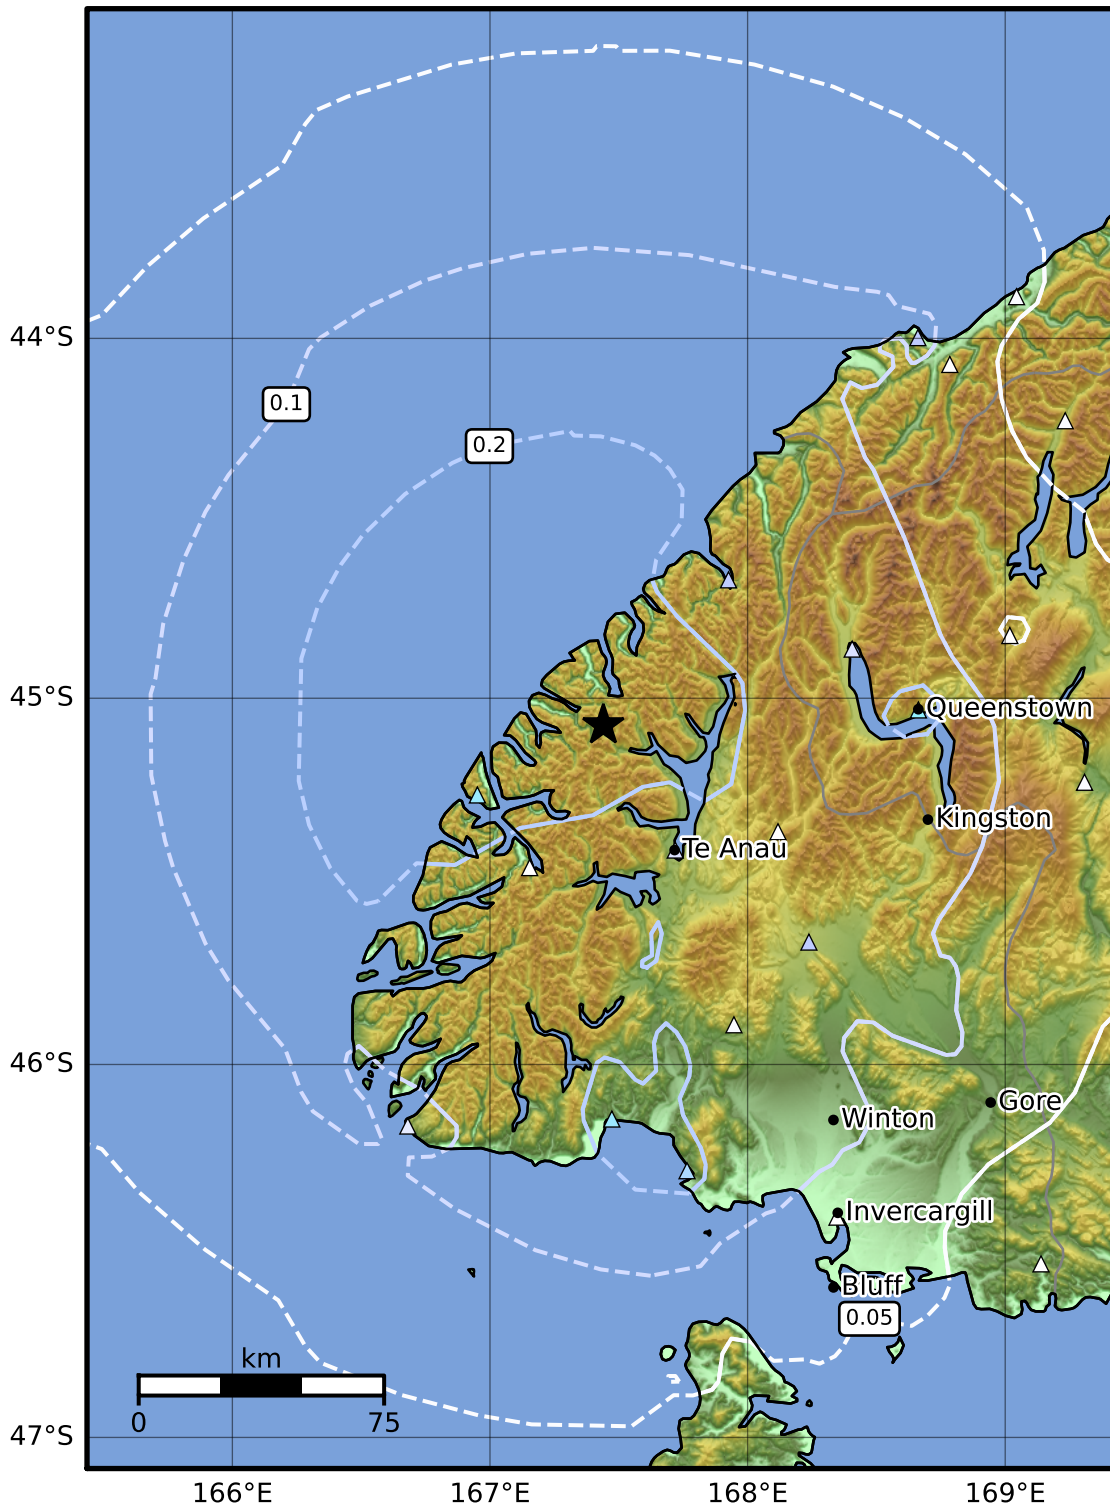 44°S
0.1
0.2
45°S
Queenstown
Kingston
Te Anau
46°S
Gore
Winton
Invercargill
Bluff
0.05
km
0
75
47°S
166°E
167°E
168°E
169°E